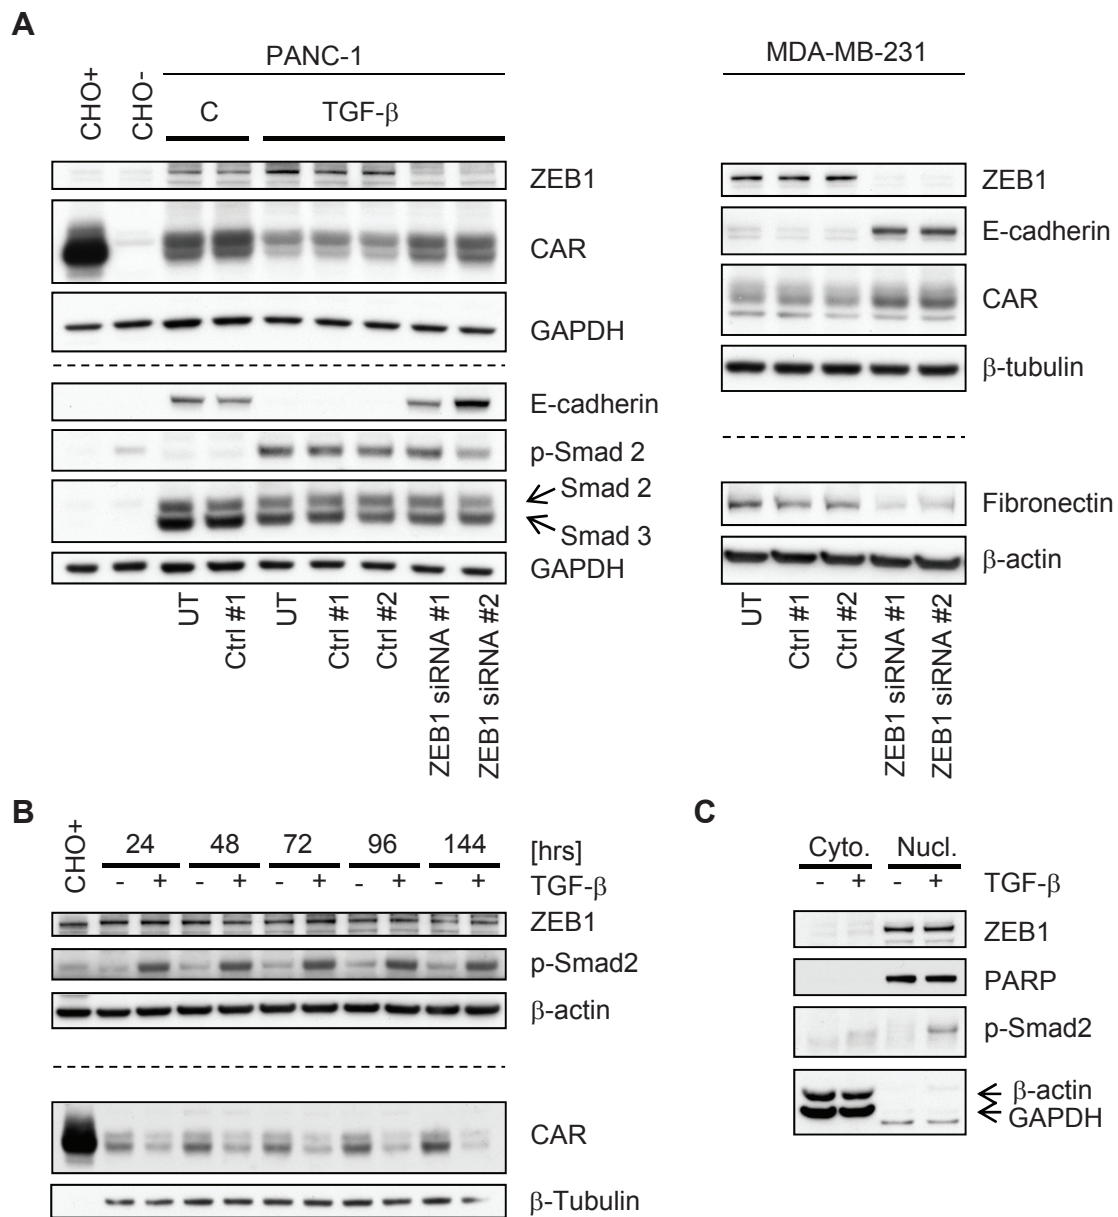 A
PANC-1
MDA-MB-231
CHO+
CHO-
C
TGF-β
ZEB1
CAR
GAPDH
E-cadherin
p-Smad 2
Smad 2
Smad 3
GAPDH
UT
Ctrl #1
UT
Ctrl #1
Ctrl #2
ZEB1 siRNA #1
ZEB1 siRNA #2
ZEB1
E-cadherin
CAR
β-tubulin
Fibronectin
β-actin
UT
Ctrl #1
Ctrl #2
ZEB1 siRNA #1
ZEB1 siRNA #2
B
CHO+
24 48 72 96 144 [hrs]
- + - + - + - + - + TGF-β
ZEB1
p-Smad2
β-actin
CAR
β-Tubulin
C
Cyto. Nucl.
- + - + TGF-β
ZEB1
PARP
p-Smad2
β-actin
GAPDH